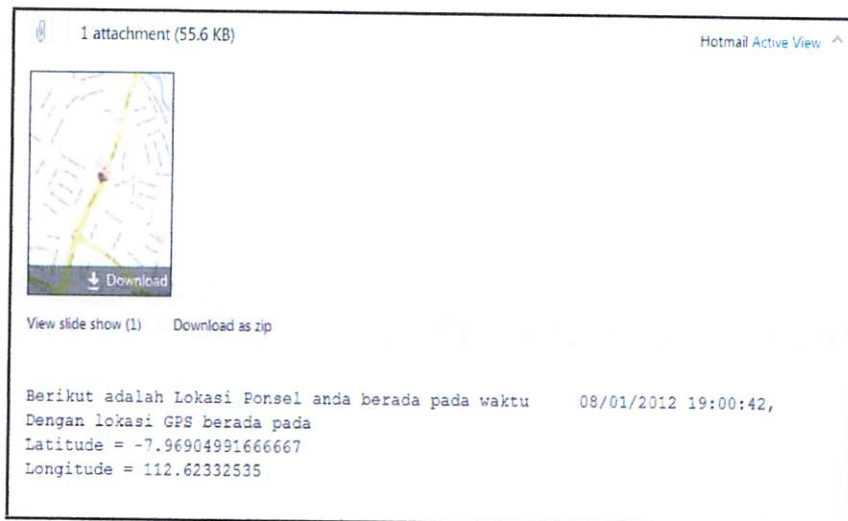 1 attachment (55.6 KB)
Hotmail Active View
Download
View slide show (1) Download as zip
Berikut adalah Lokasi Ponsel anda berada pada waktu 08/01/2012 19:00:42,
Dengan lokasi GPS berada pada
Latitude = -7.96904991666667
Longitude = 112.62332535